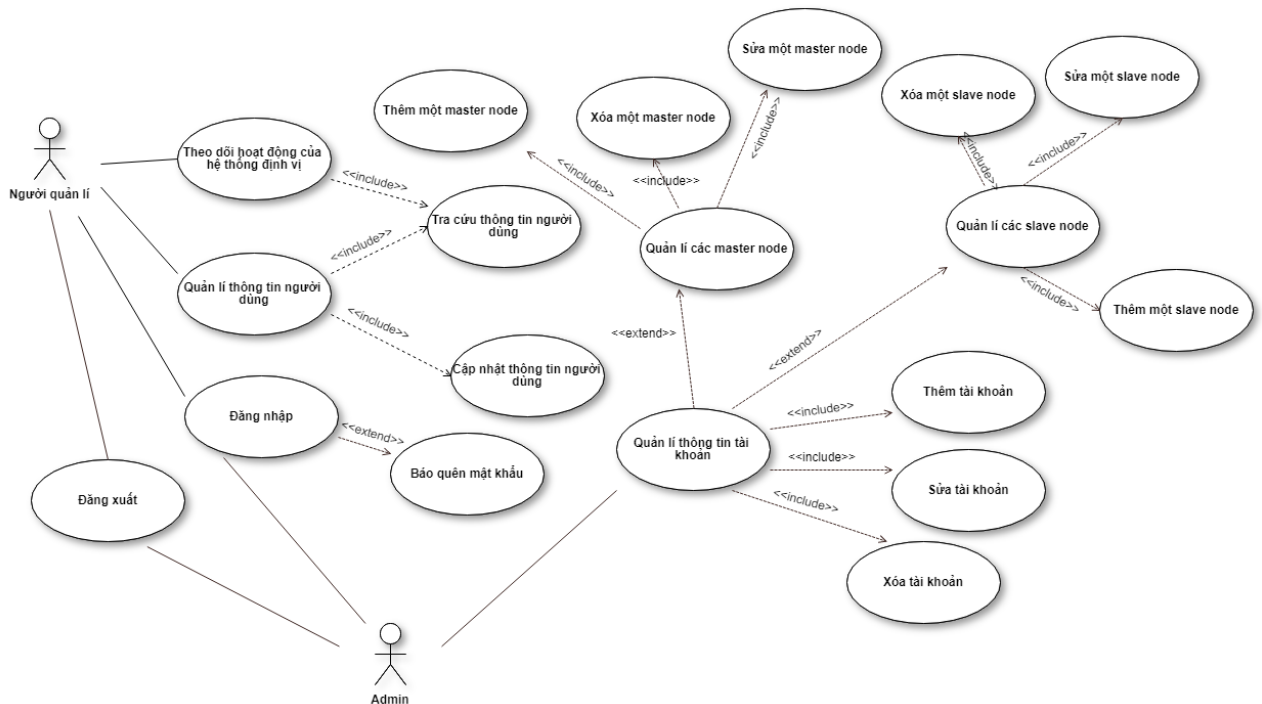 Sửa một master node
Sửa một slave node
Xóa một slave node
Thêm một master node
Xóa một master node
<<include>>
<<include>>
<<include>>
<<include>>
<<include>>
Theo dõi hoạt động của
hệ thống định vị
Người quản lí
<<include>>
Tra cứu thông tin người
dùng
<<include>>
Quản lí các master node
Quản lí các slave node
Quản lí thông tin người
dùng
<<include>>
Thêm một slave node
<<include>>
<<extend>>
<<extend>>
Cập nhật thông tin người
dùng
Thêm tài khoản
Đăng nhập
<<extend>>
<<include>>
Quản lí thông tin tài
khoản
<<include>>
Báo quên mật khẩu
Sửa tài khoản
Đăng xuất
<<include>>
Xóa tài khoản
Admin